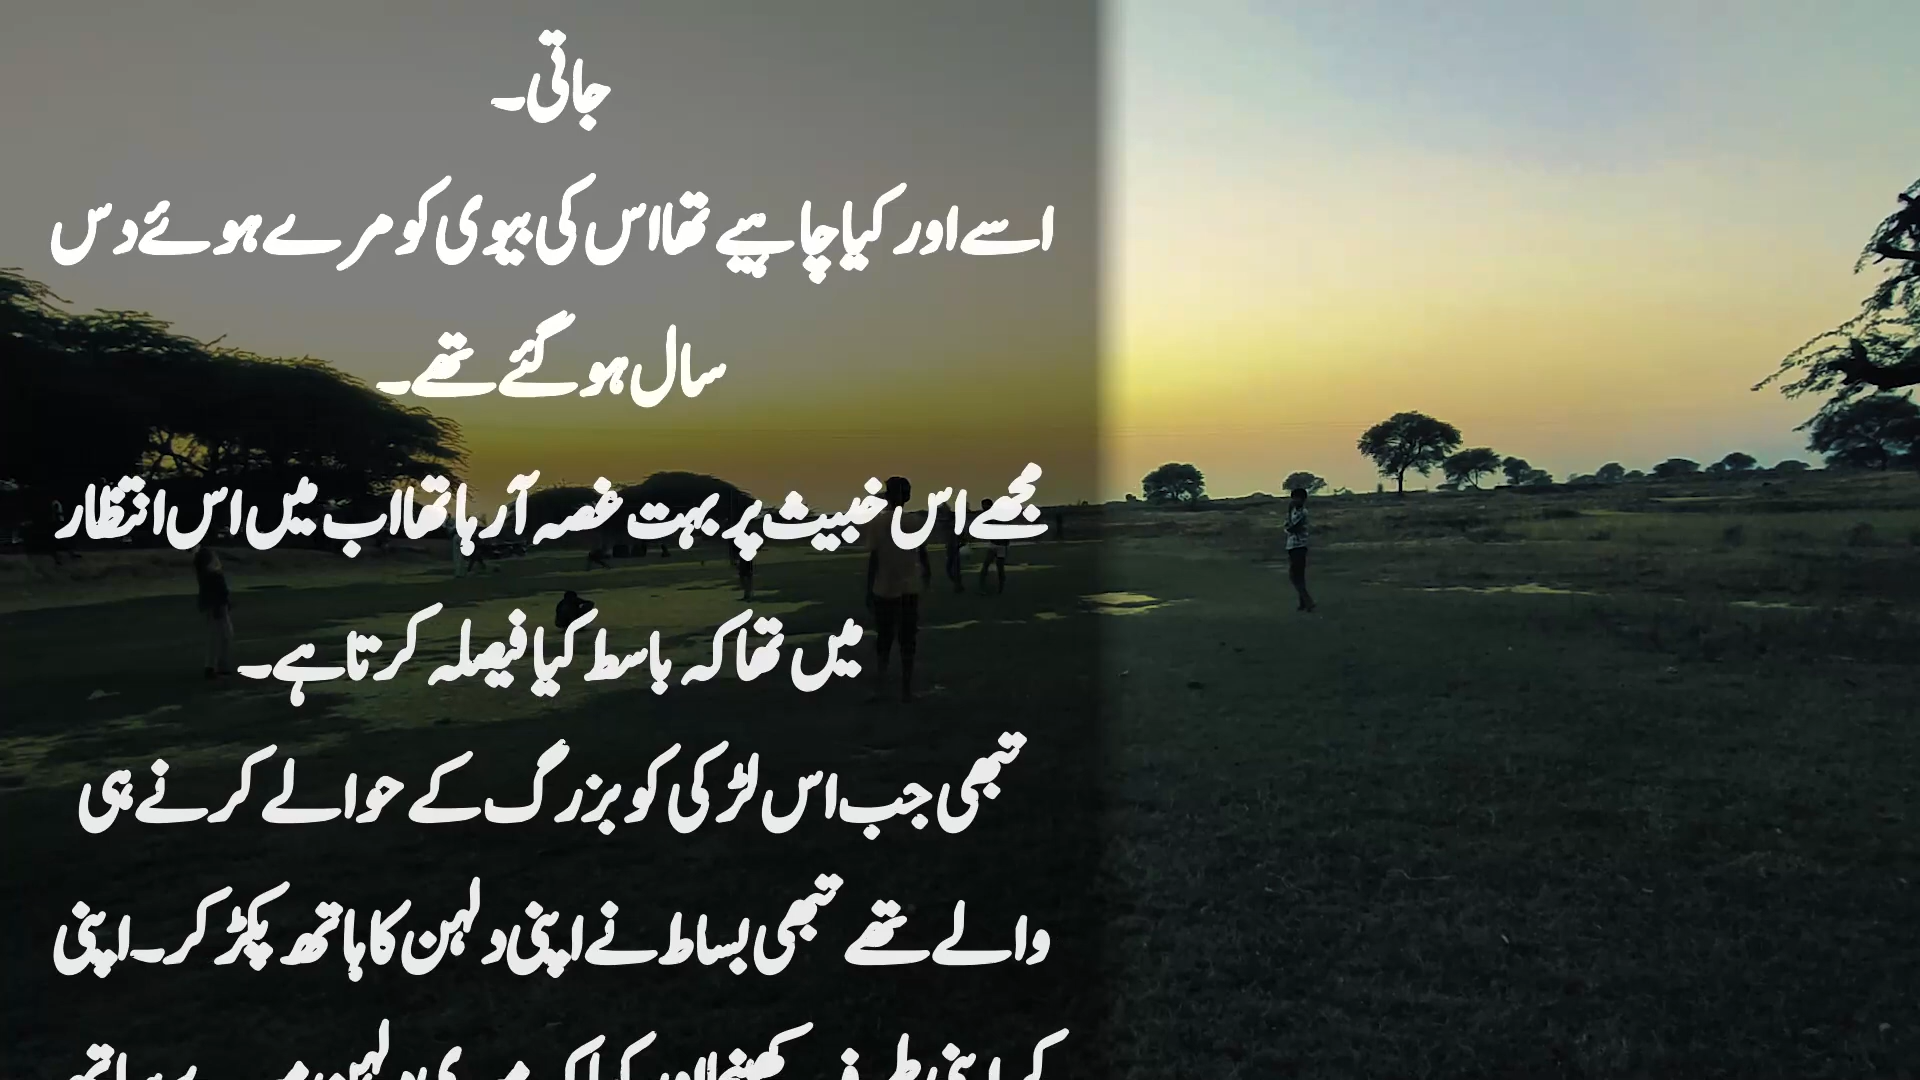 جاتی۔
اسے اور کیا چاہیے تھا اس کی بیوی کو مرے ہوئے دس
سال ہو گئے تھے۔
مجھے اس خبیث پر بہت غصہ آرہا تھا اب میں اس انتظار
میں تھا کہ باسط کیا فیصلہ کرتا ہے۔
تبھی جب اس لڑکی کو بزرگ کے حوالے کرنے ہی
والے تھے تبھی بساط نے اپنی دلہن کا ہاتھ پکڑ کر۔ اپنی